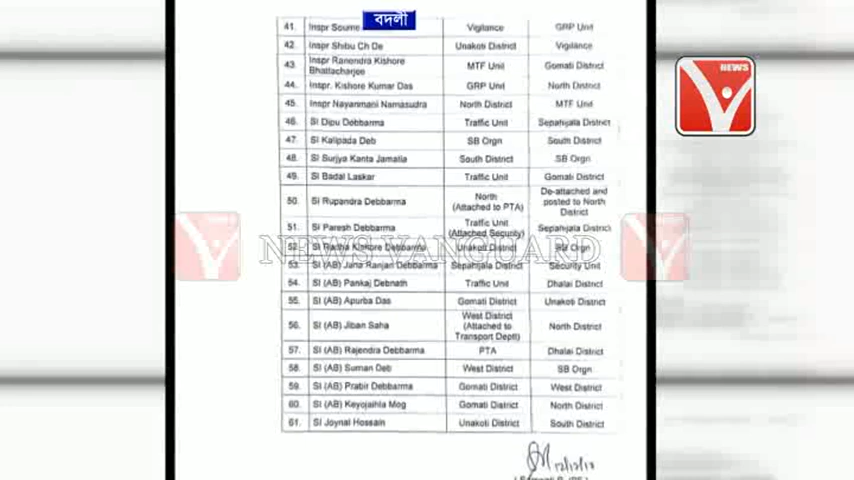 বদলী
41. Inspr Soume Vigilance GRP Unit
42. Inspr Shibu Ch De Unakoti District Vigilance
43. Inspr Ranendra Kishore Bhattacharjee MTF Unit Gomati District
44. Inspr. Kishore Kumar Das GRP Unit North District
45. Inspr Nayanmani Namasudra North District MTF Unit
46. SI Dipu Debbarma Traffic Unit Sepahijala District
47. SI Kalipada Deb SB Orgn South District
48. SI Surjya Kanta Jamatia South District SB Orgn
49. SI Badal Laskar Traffic Unit Gomati District
50. SI Rupandra Debbarma North (Attached to PTA) De-attached and posted to North District
51. SI Paresh Debbarma Traffic Unit (Attached Security) Sepahijala District
52. SI Radha Kishore Debbarma Unakoti District SB Orgn
53. SI (AB) Jana Ranjan Debbarma Sepahijala District Security Unit
54. SI (AB) Pankaj Debnath Traffic Unit Dhalai District
55. SI (AB) Apurba Das Gomati District Unakoti District
56. SI (AB) Jiban Saha West District (Attached to Transport Deptt) North District
57. SI (AB) Rajendra Debbarma PTA Dhalai District
58. SI (AB) Suman Deb West District SB Orgn
59. SI (AB) Prabir Debbarma Gomati District West District
60. SI (AB) Keyojaihla Mog Gomati District North District
61. SI Joynal Hossain Unakoti District South District
NEWS
NEWS VANGUARD